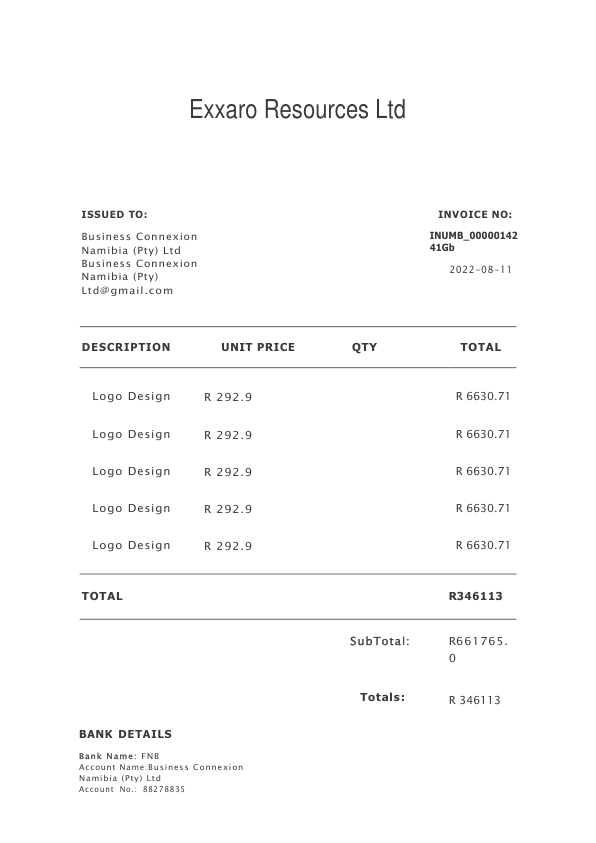 Exxaro Resources Ltd
ISSUED TO:
INVOICE NO:
Business Connexion
Namibia (Pty) Ltd
Business Connexion
Namibia (Pty)
Ltd@gmail.com
INUMB_00000142
41Gb
2022-08-11
DESCRIPTION UNIT PRICE QTY TOTAL
Logo Design R 292.9 R 6630.71
Logo Design R 292.9 R 6630.71
Logo Design R 292.9 R 6630.71
Logo Design R 292.9 R 6630.71
Logo Design R 292.9 R 6630.71
TOTAL R346113
SubTotal: R661765.
0
Totals: R 346113
BANK DETAILS
Bank Name: FNB
Account Name:Business Connexion
Namibia (Pty) Ltd
Account No.: 88278835